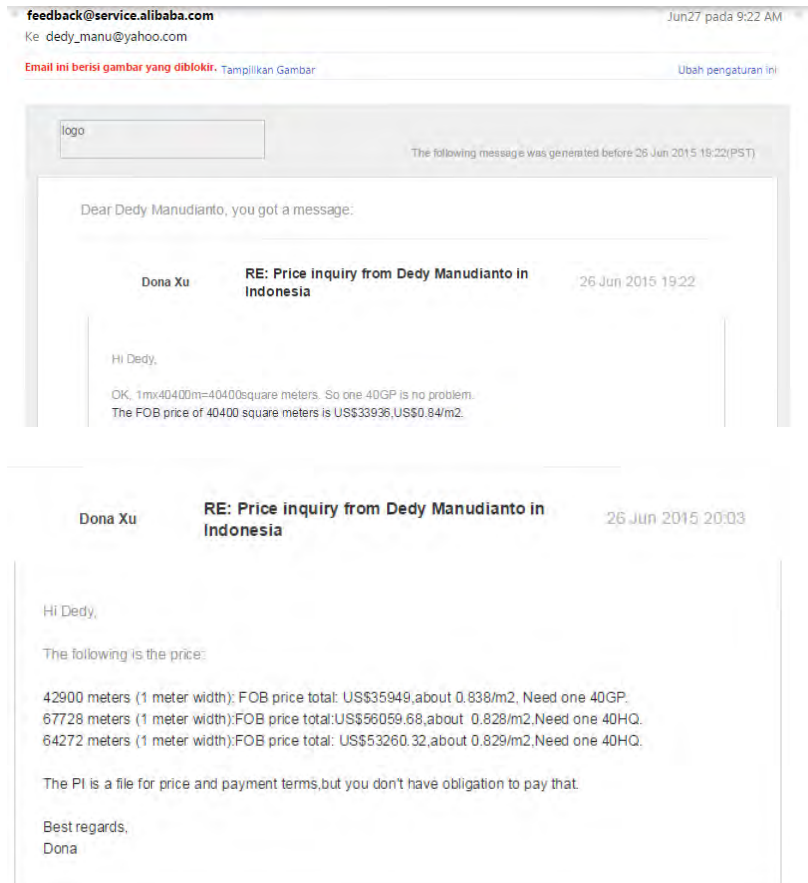 feedback@service.alibaba.com
Jun27 pada 9:22 AM
Ke dedy_manu@yahoo.com
Email ini berisi gambar yang diblokir. Tampilkan Gambar
Ubah pengaturan ini
logo
The following message was generated before 26 Jun 2015 19:22(PST)
Dear Dedy Manudianto, you got a message:
Dona Xu
RE: Price inquiry from Dedy Manudianto in
Indonesia
26 Jun 2015 19:22
Hi Dedy,
OK, 1mx40400m=40400square meters. So one 40GP is no problem.
The FOB price of 40400 square meters is US$33936,US$0.84/m2.
Dona Xu
RE: Price inquiry from Dedy Manudianto in
Indonesia
26 Jun 2015 20:03
Hi Dedy,
The following is the price:
42900 meters (1 meter width): FOB price total: US$35949,about 0.838/m2, Need one 40GP.
67728 meters (1 meter width):FOB price total:US$56059.68,about 0.828/m2,Need one 40HQ.
64272 meters (1 meter width):FOB price total: US$53260.32,about 0.829/m2,Need one 40HQ.
The PI is a file for price and payment terms,but you don't have obligation to pay that.
Best regards,
Dona